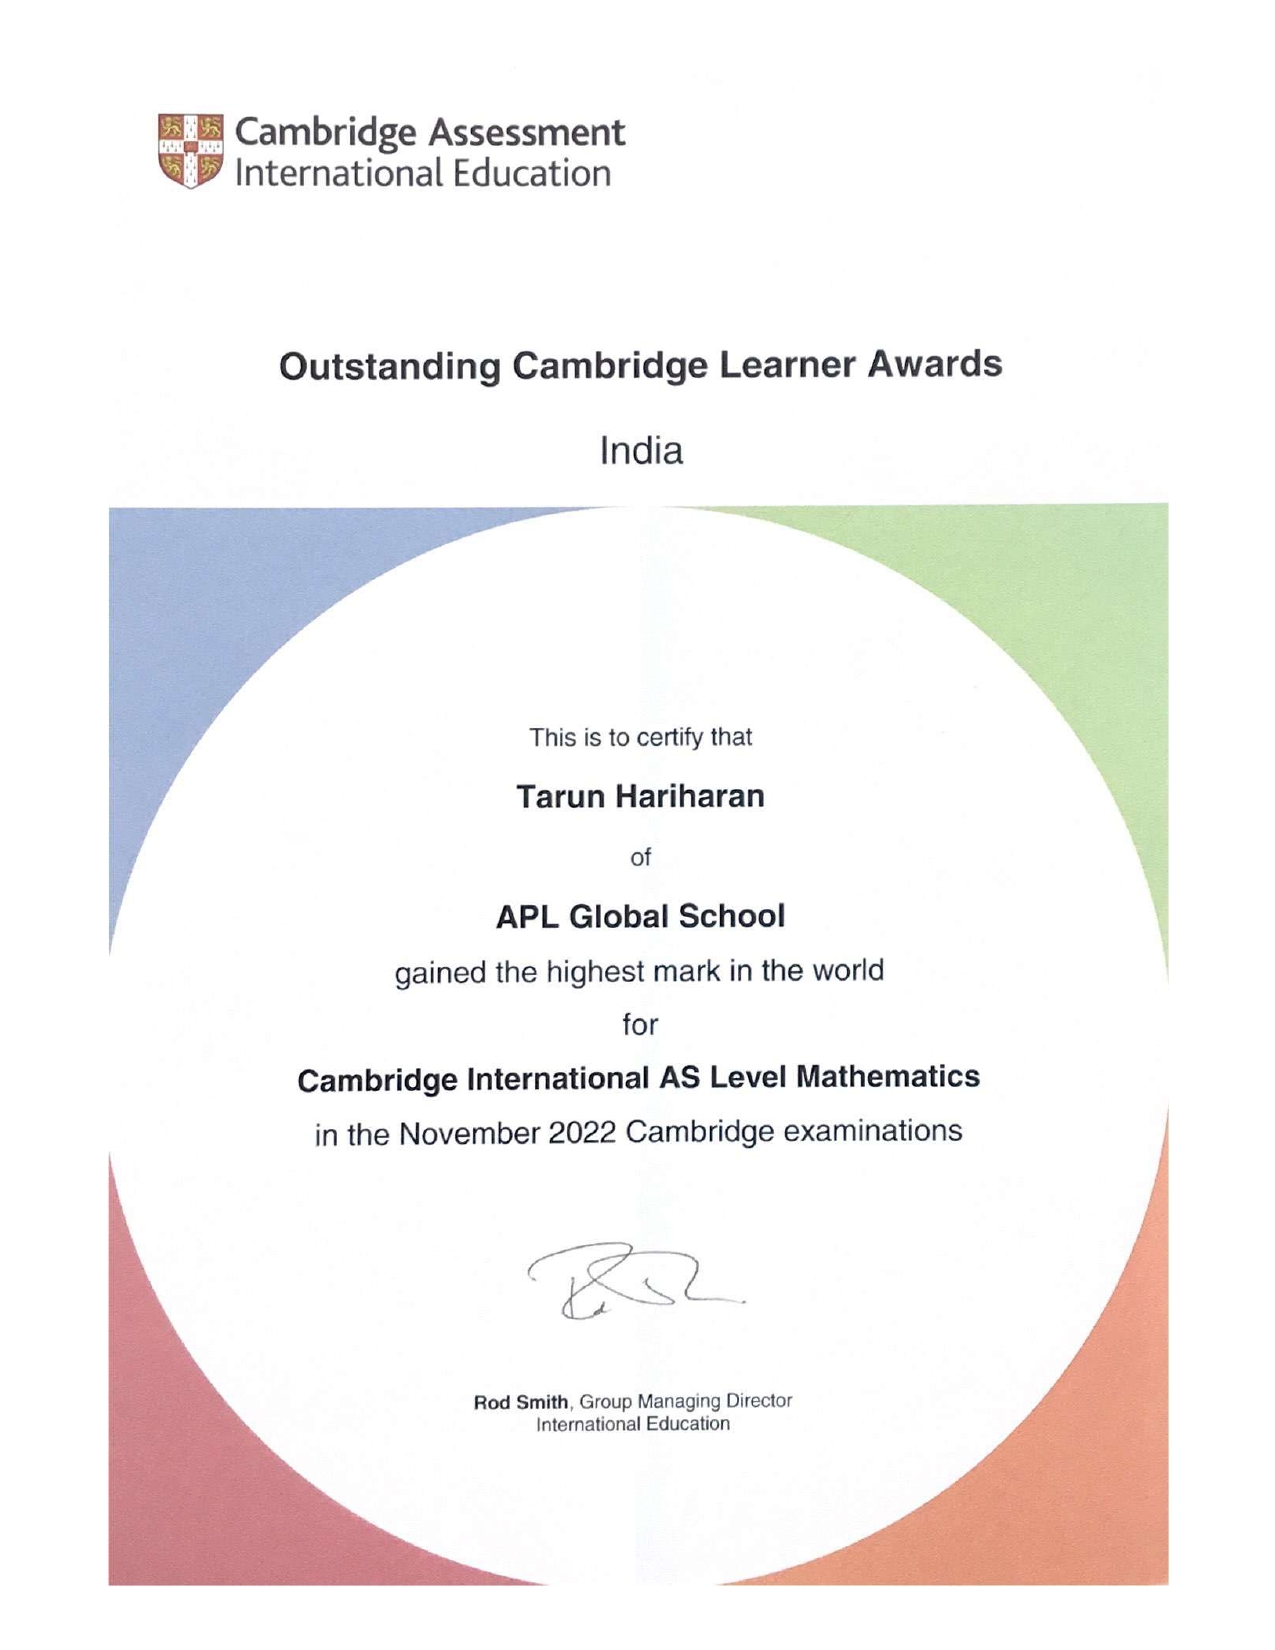 Cambridge Assessment
International Education
Outstanding Cambridge Learner Awards
India
This is to certify that
Tarun Hariharan
of
APL Global School
gained the highest mark in the world
for
Cambridge International AS Level Mathematics
in the November 2022 Cambridge examinations
Rod Smith, Group Managing Director
International Education